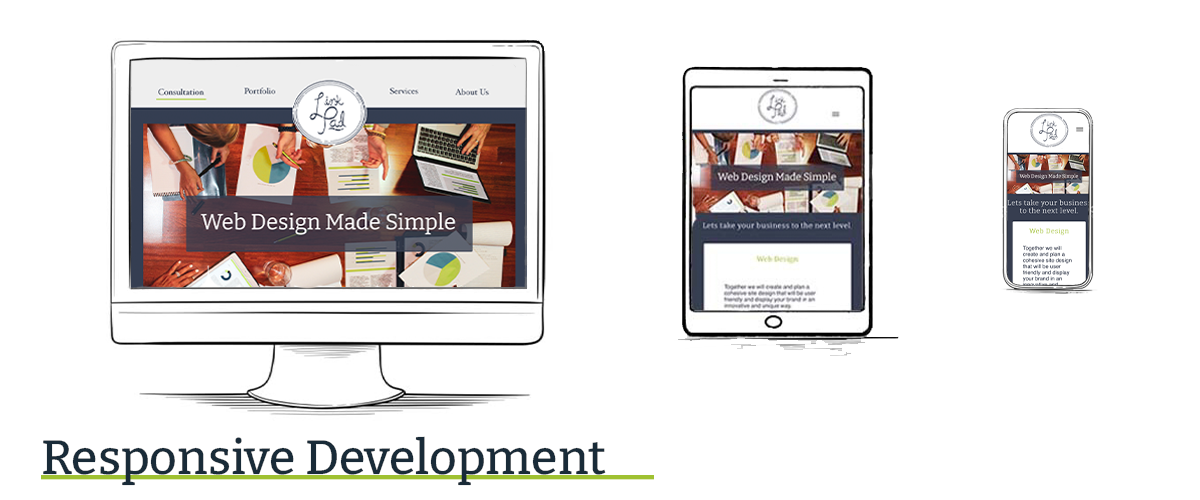 Consultation
Portfolio
Link Pad
Services
About Us
Web Design Made Simple
Link Pad
Web Design Made Simple
Lets take your business to the next level
Web Design
Together we will create and plan a
cohesive site design that will be user
friendly and display your brand in an
innovative and unique way.
Link Pad
Web Design Made Simple
Lets take your business
to the next level.
Web Design
Together we will
create and plan a
cohesive site design
that will be user
friendly and display
your brand in an
innovative and
Responsive Development